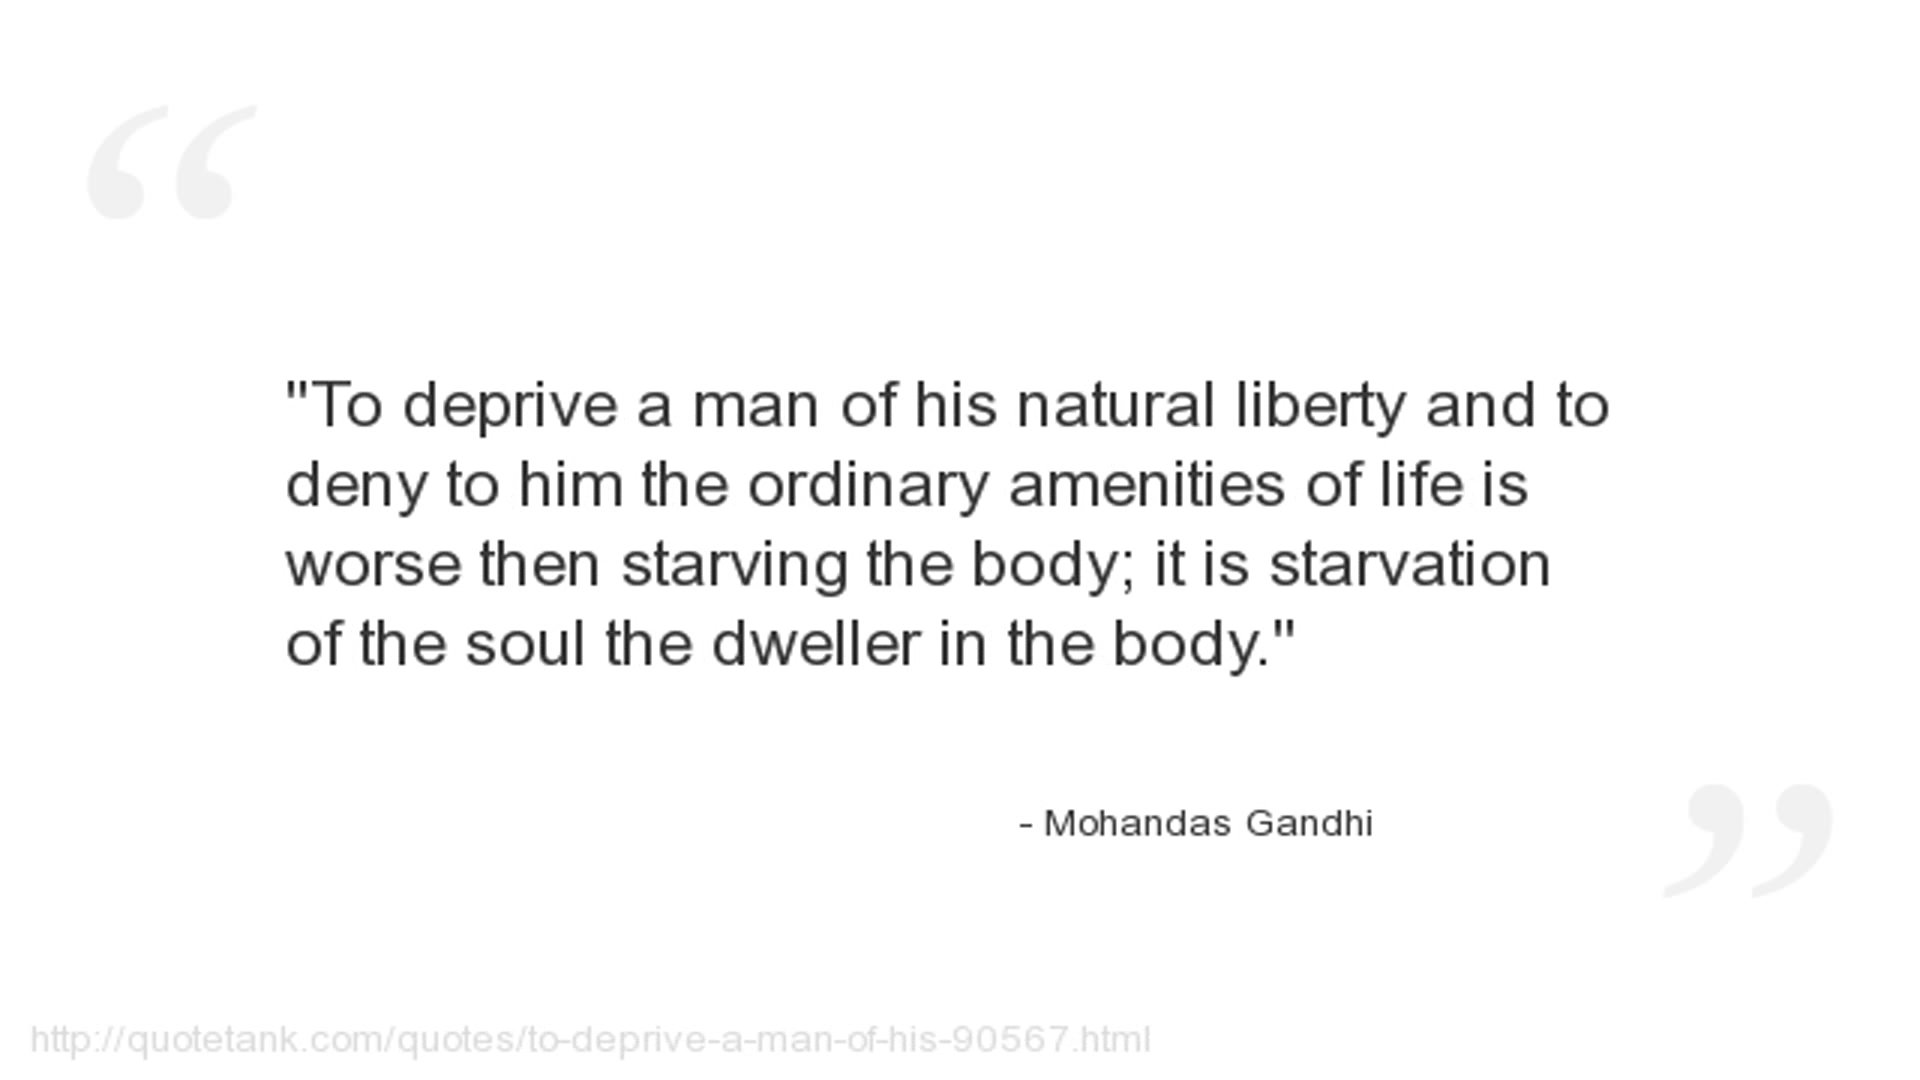 "To deprive a man of his natural liberty and to
deny to him the ordinary amenities of life is
worse then starving the body; it is starvation
of the soul the dweller in the body."
- Mohandas Gandhi
http://quotetank.com/quotes/to-deprive-a-man-of-his-90567.html